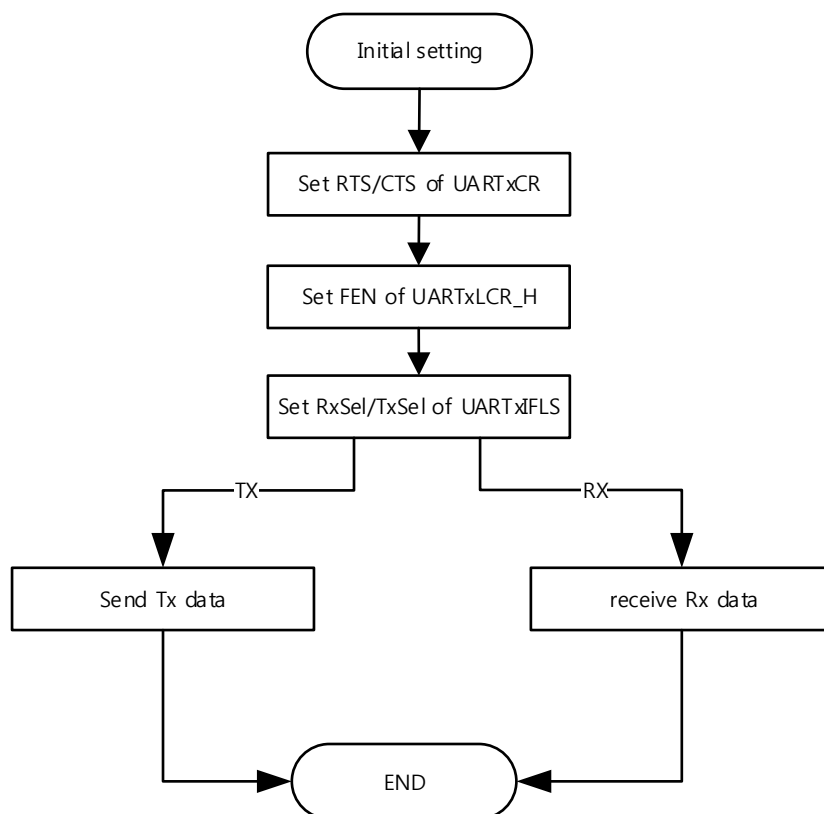 Initial setting
Set RTS/CTS of UARTxCR
Set FEN of UARTxLCR_H
Set RxSel/TxSel of UARTxIFLS
TX
RX
Send Tx data
receive Rx data
END